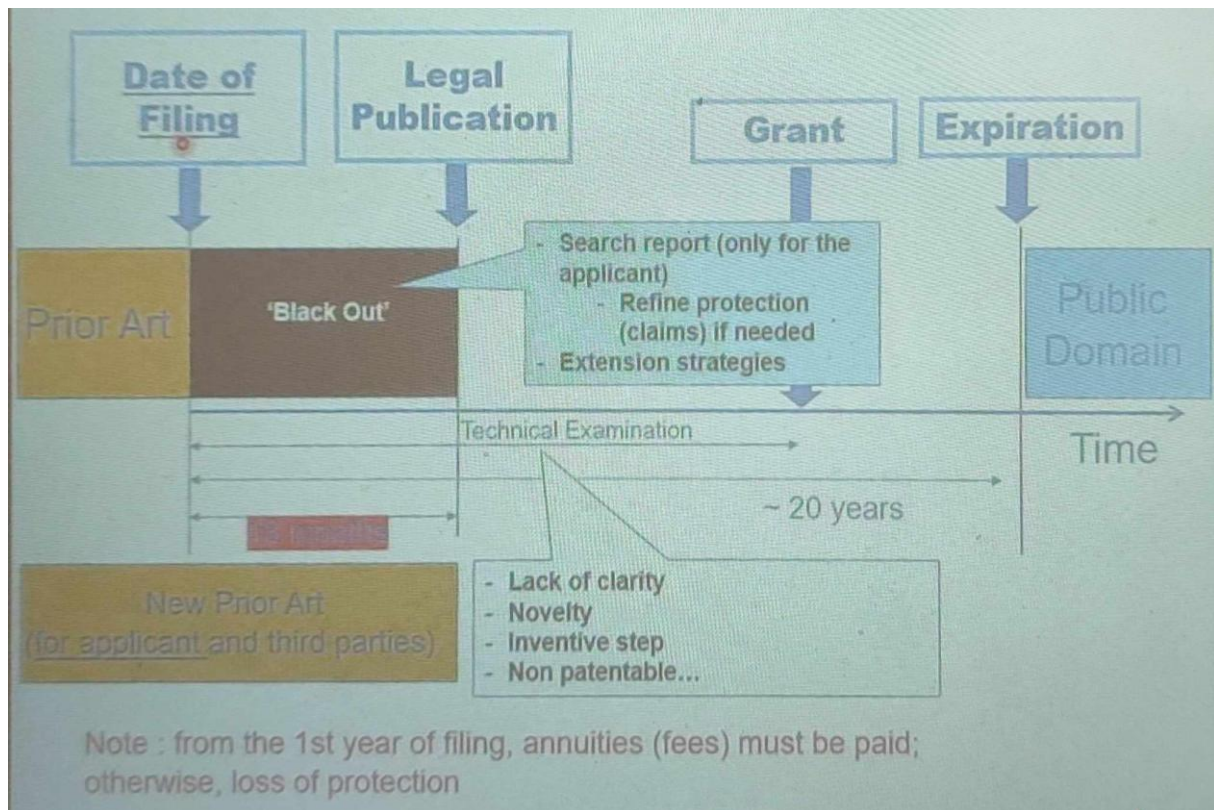 Date of
Filing
Legal
Publication
Grant
Expiration
Prior Art
'Black Out'
- Search report (only for the
applicant)
- Refine protection
(claims) if needed
- Extension strategies
Public
Domain
Technical Examination
Time
~ 20 years
months
New Prior Art
(for applicant and third parties)
- Lack of clarity
- Novelty
- Inventive step
- Non patentable...
Note : from the 1st year of filing, annuities (fees) must be paid;
otherwise, loss of protection